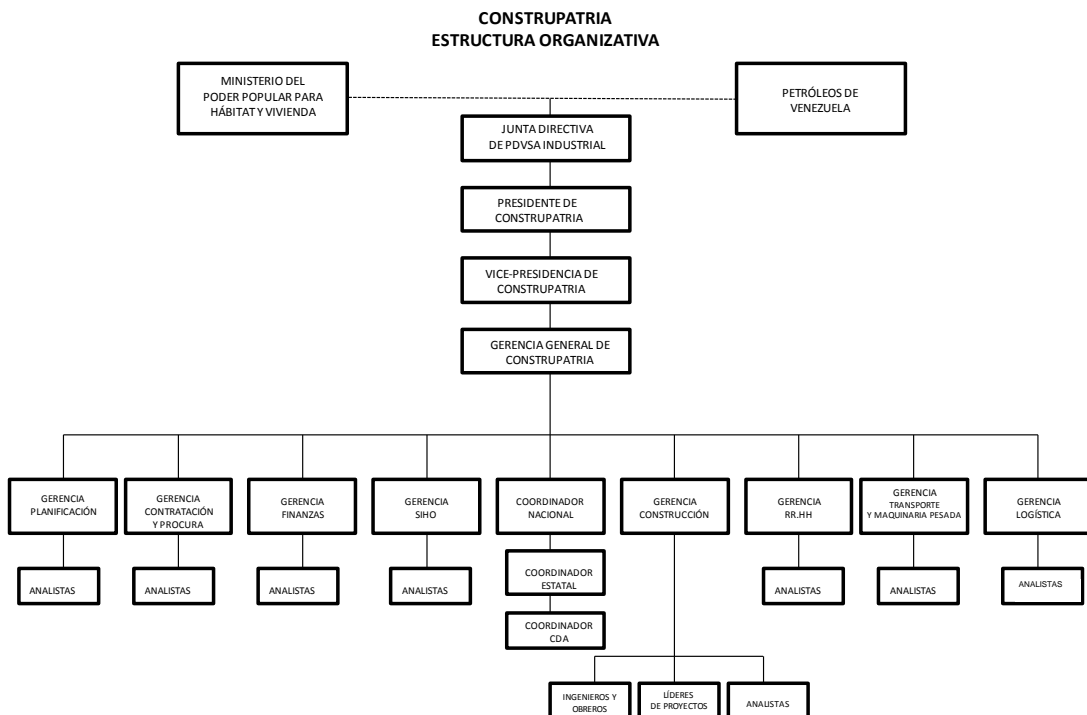 CONSTRUPATRIA
ESTRUCTURA ORGANIZATIVA
MINISTERIO DEL
PODER POPULAR PARA
HÁBITAT Y VIVIENDA
PETRÓLEOS DE
VENEZUELA
JUNTA DIRECTIVA
DE PDVSA INDUSTRIAL
PRESIDENTE DE
CONSTRUPATRIA
VICE-PRESIDENCIA DE
CONSTRUPATRIA
GERENCIA GENERAL DE
CONSTRUPATRIA
GERENCIA
PLANIFICACIÓN
GERENCIA
CONTRATACIÓN
Y PROCURA
GERENCIA
FINANZAS
GERENCIA
SIHO
COORDINADOR
NACIONAL
GERENCIA
CONSTRUCCIÓN
GERENCIA
RR.HH
GERENCIA
TRANSPORTE
Y MAQUINARIA PESADA
GERENCIA
LOGÍSTICA
ANALISTAS
ANALISTAS
ANALISTAS
ANALISTAS
COORDINADOR
ESTATAL
ANALISTAS
ANALISTAS
ANALISTAS
COORDINADOR
CDA
INGENIEROS Y
OBREROS
LÍDERES
DE PROYECTOS
ANALISTAS